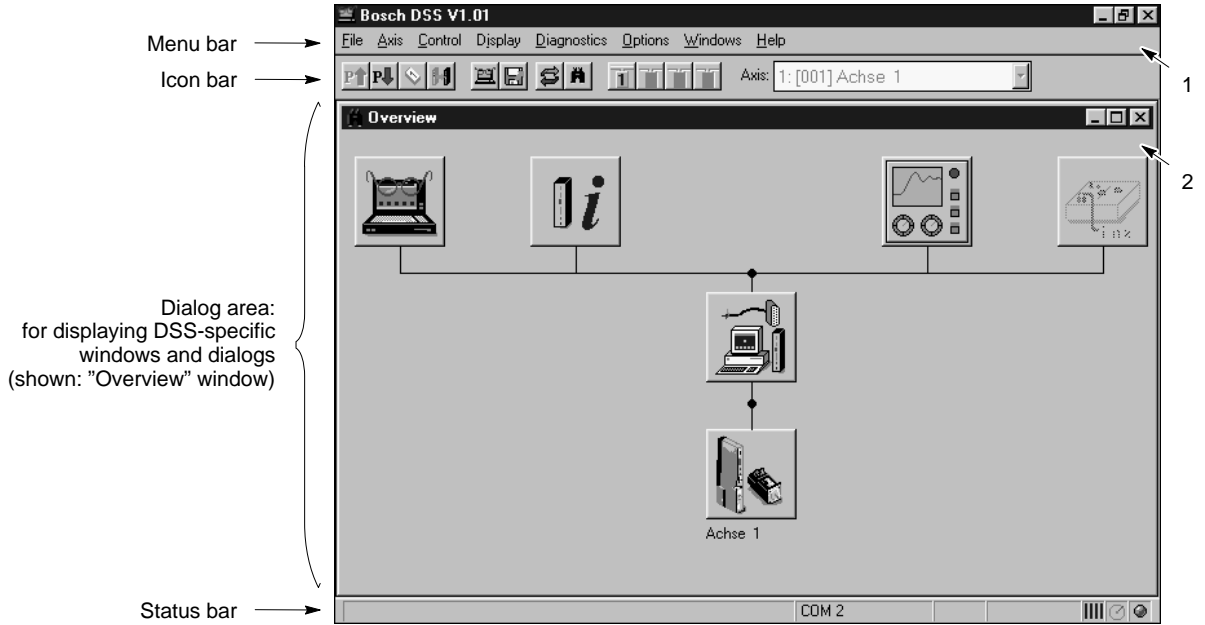 Bosch DSS V1.01
Menu bar
File Axis Control Display Diagnostics Options Windows Help
Icon bar
P P 1 Axis: 1: [001] Achse 1
1
Overview
2
i
Dialog area:
for displaying DSS-specific
windows and dialogs
(shown: ”Overview” window)
Achse 1
Status bar
COM 2